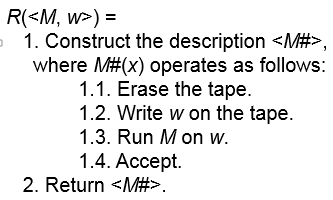 R(<M, w>) =
1. Construct the description <M#>,
where M#(x) operates as follows:
1.1. Erase the tape.
1.2. Write w on the tape.
1.3. Run M on w.
1.4. Accept.
2. Return <M#>.